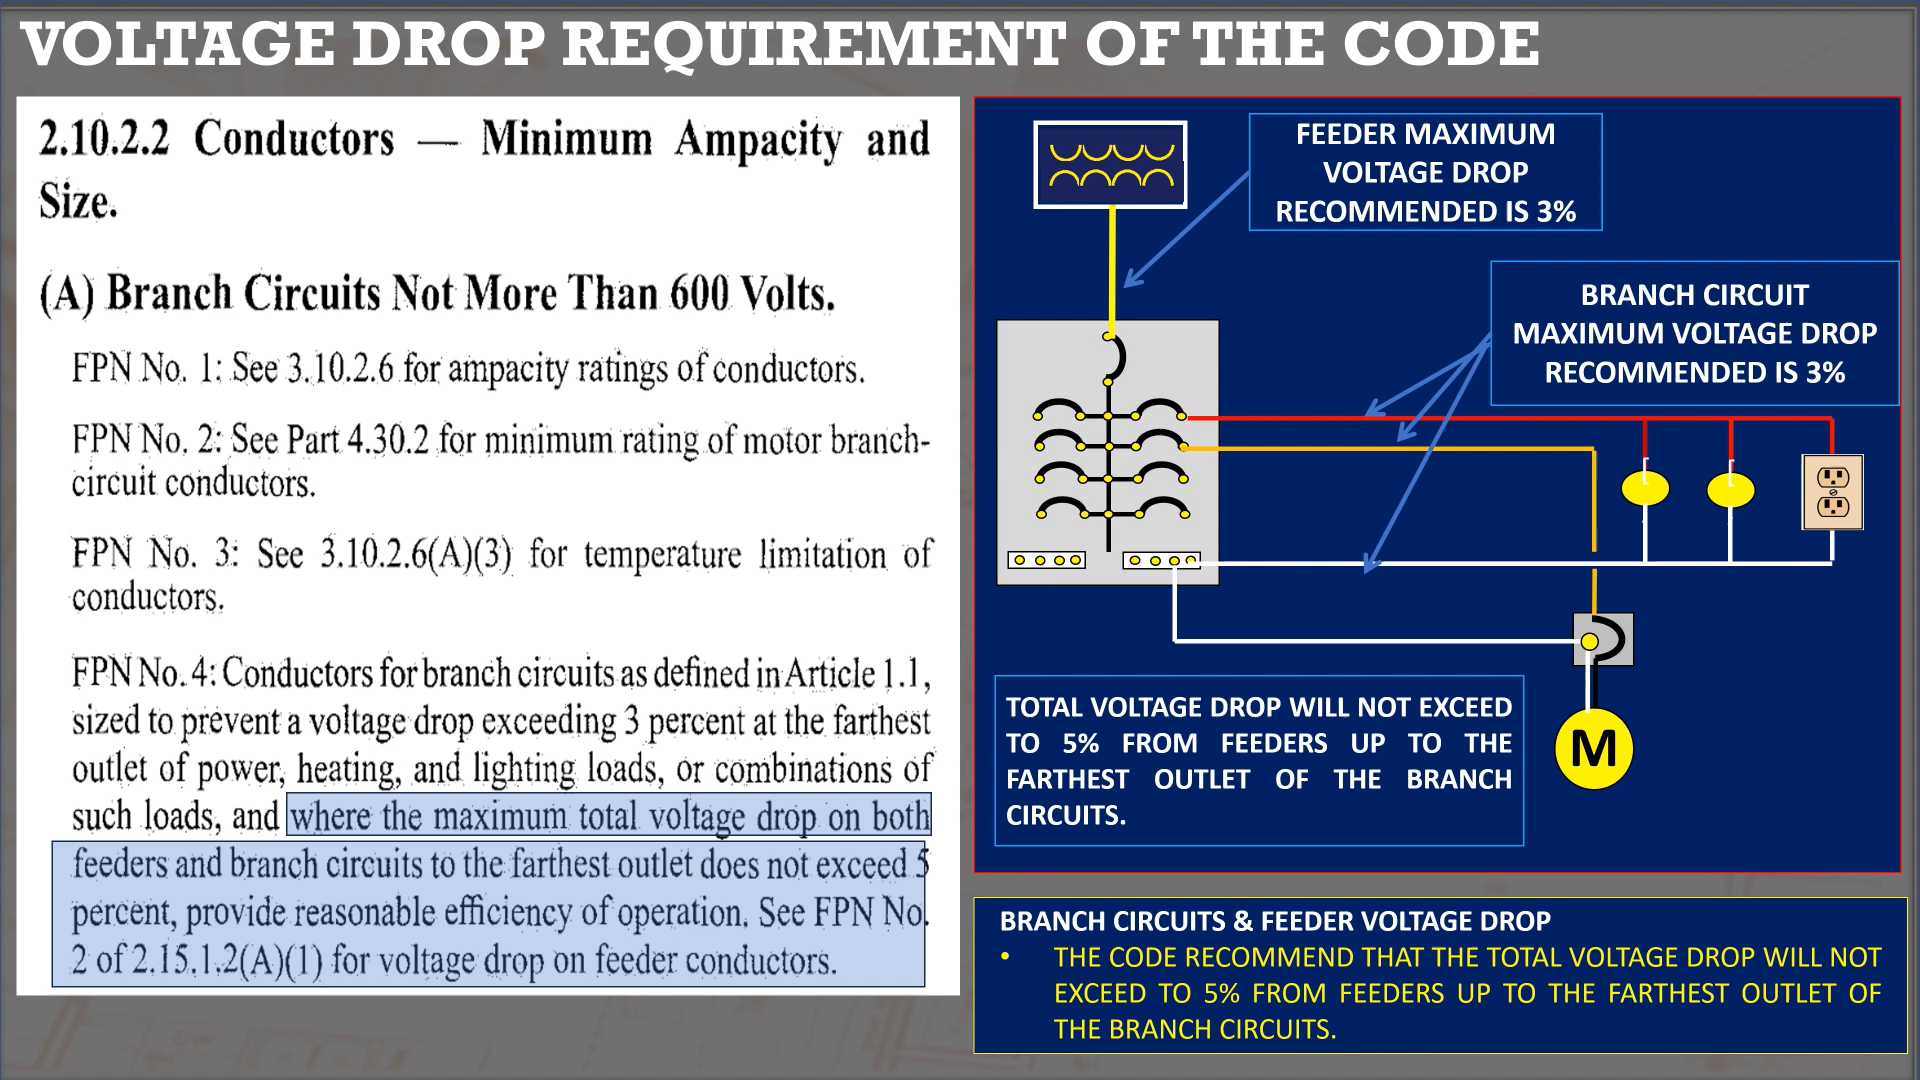 VOLTAGE DROP REQUIREMENT OF THE CODE
2.10.2.2 Conductors — Minimum Ampacity and
Size.
(A) Branch Circuits Not More Than 600 Volts.
FPN No. 1: See 3.10.2.6 for ampacity ratings of conductors.
FPN No. 2: See Part 4.30.2 for minimum rating of motor branch-
circuit conductors.
FPN No. 3: See 3.10.2.6(A)(3) for temperature limitation of
conductors.
FPN No. 4: Conductors for branch circuits as defined in Article 1.1,
sized to prevent a voltage drop exceeding 3 percent at the farthest
outlet of power, heating, and lighting loads, or combinations of
such loads, and where the maximum total voltage drop on both
feeders and branch circuits to the farthest outlet does not exceed 5
percent, provide reasonable efficiency of operation. See FPN No.
2 of 2.15.1.2(A)(1) for voltage drop on feeder conductors.
FEEDER MAXIMUM
VOLTAGE DROP
RECOMMENDED IS 3%
BRANCH CIRCUIT
MAXIMUM VOLTAGE DROP
RECOMMENDED IS 3%
TOTAL VOLTAGE DROP WILL NOT EXCEED
TO 5% FROM FEEDERS UP TO THE
FARTHEST OUTLET OF THE BRANCH
CIRCUITS.
M
BRANCH CIRCUITS & FEEDER VOLTAGE DROP
• THE CODE RECOMMEND THAT THE TOTAL VOLTAGE DROP WILL NOT
EXCEED TO 5% FROM FEEDERS UP TO THE FARTHEST OUTLET OF
THE BRANCH CIRCUITS.